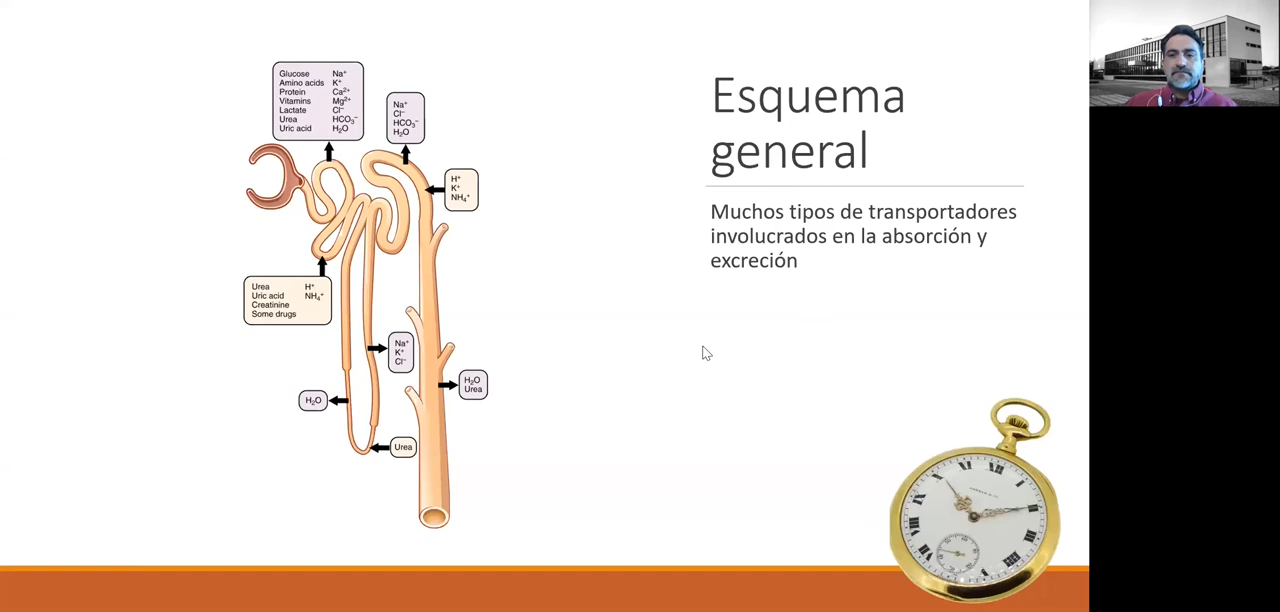 Glucose Na⁺
Amino acids K⁺
Protein Ca²⁺
Vitamins Mg²⁺
Lactate Cl⁻
Urea HCO₃⁻
Uric acid H₂O
Na⁺
Cl⁻
HCO₃⁻
H₂O
H⁺
K⁺
NH₄⁺
Urea H⁺
Uric acid NH₄⁺
Creatinine
Some drugs
Na⁺
K⁺
Cl⁻
H₂O
Urea
H₂O
Urea
Esquema
general
Muchos tipos de transportadores
involucrados en la absorción y
excreción